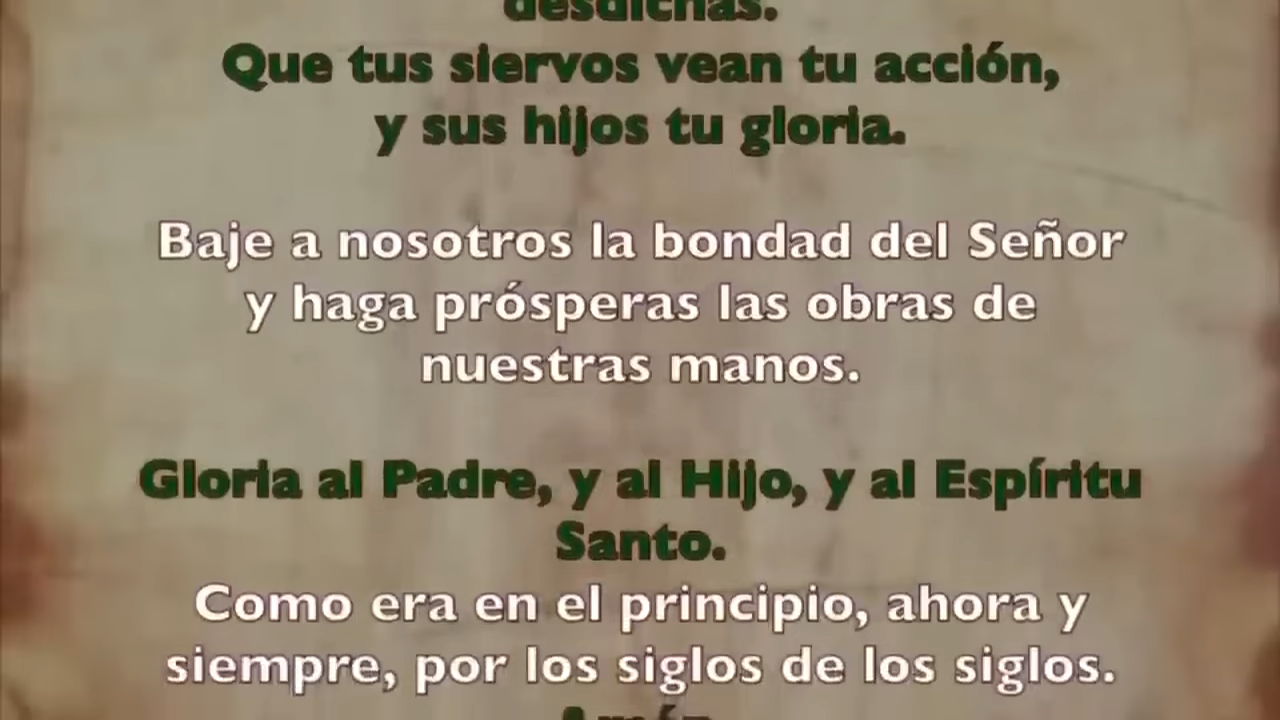 desdichas.
Que tus siervos vean tu acción,
y sus hijos tu gloria.
Baje a nosotros la bondad del Señor
y haga prósperas las obras de
nuestras manos.
Gloria al Padre, y al Hijo, y al Espíritu
Santo.
Como era en el principio, ahora y
siempre, por los siglos de los siglos.